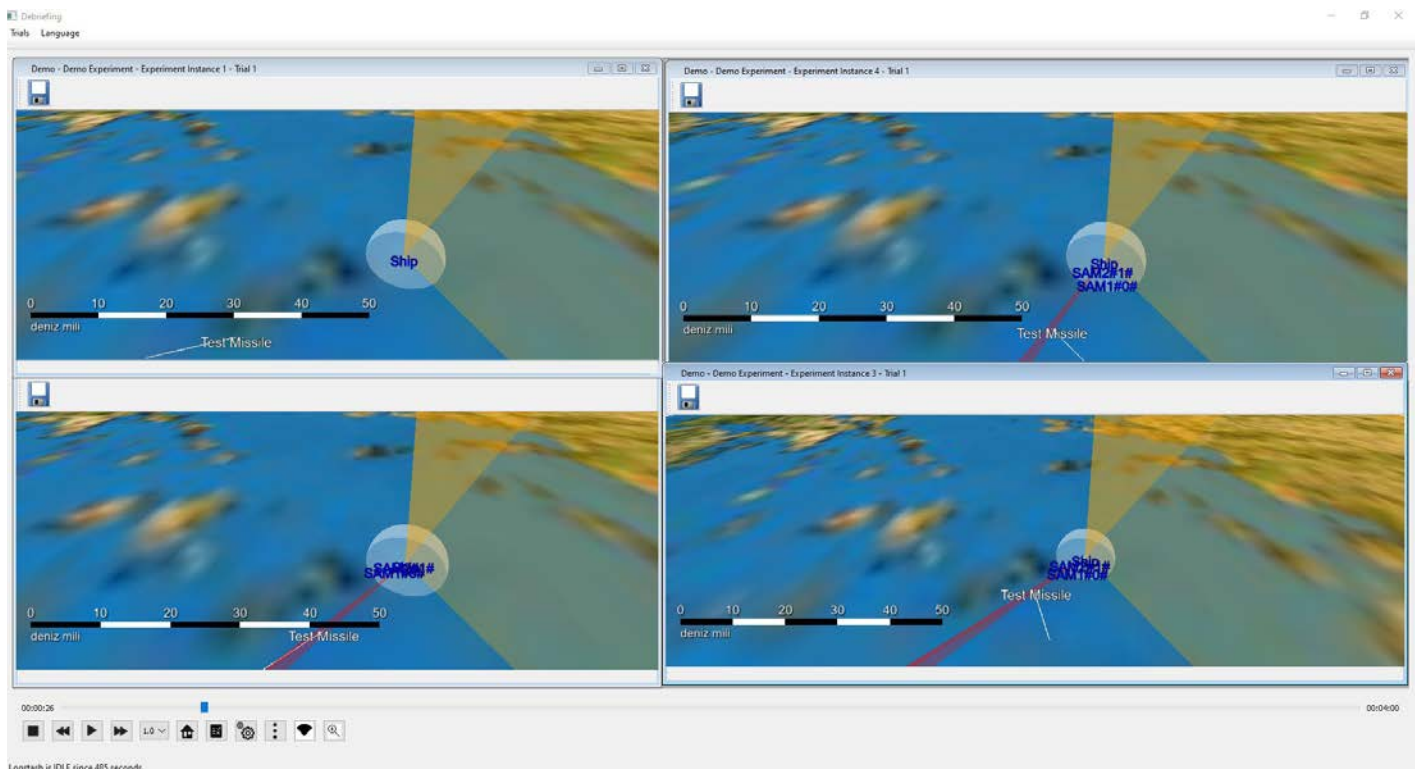 Debriefing
Trials Language
Demo - Demo Experiment - Experiment Instance 1 - Trial 1
Ship
0 10 20 30 40 50
deniz mili
Test Missile
Demo - Demo Experiment - Experiment Instance 4 - Trial 1
Ship
SAM2#1#
SAM1#0#
0 10 20 30 40 50
deniz mili
Test Missile
0 10 20 30 40 50
deniz mili
Test Missile
Demo - Demo Experiment - Experiment Instance 3 - Trial 1
Ship
SAM2#1#
SAM1#0#
Test Missile
0 10 20 30 40 50
deniz mili
00:00:26
00:04:00
1.0
Logstash is IDLE since 485 seconds